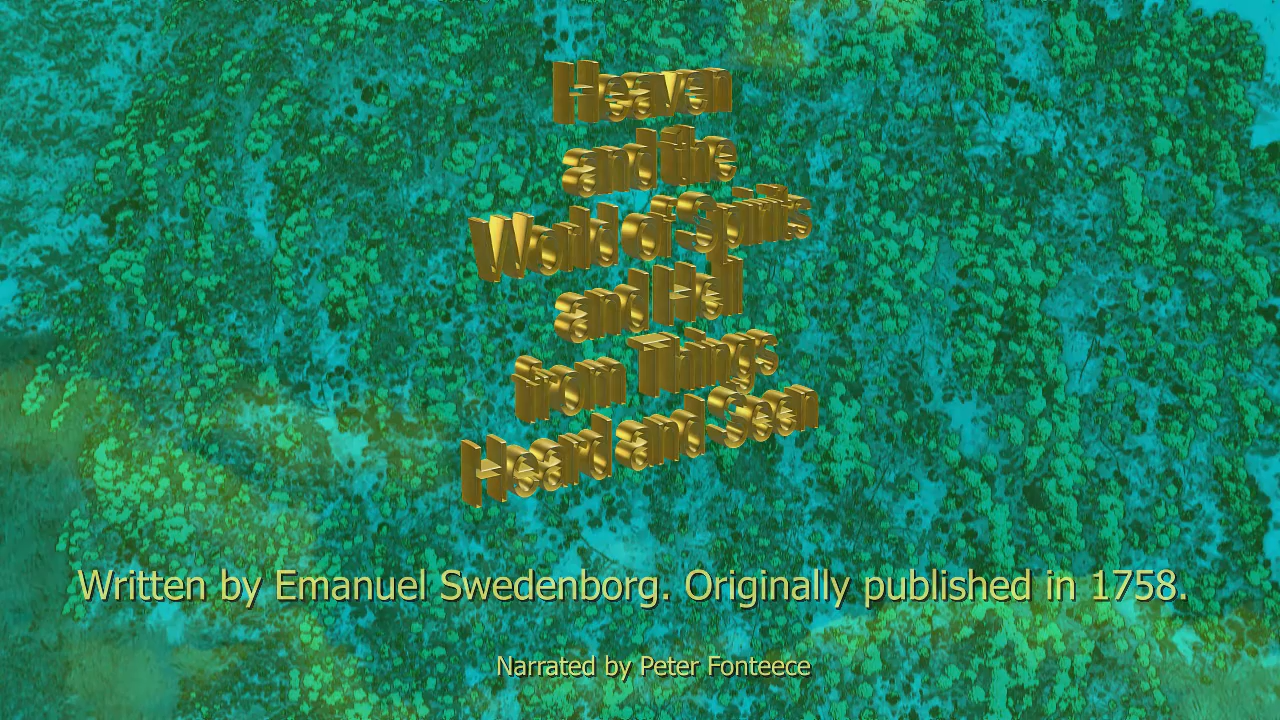 Heaven
and the
World of Spirits
and Hell
from Things
Heard and Seen
Written by Emanuel Swedenborg. Originally published in 1758.
Narrated by Peter Fonteece